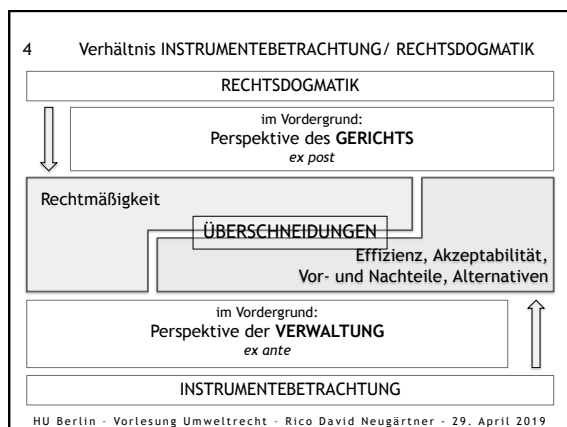 4 Verhältnis INSTRUMENTEBETRACHTUNG/ RECHTSDOGMATIK
RECHTSDOGMATIK
im Vordergrund:
Perspektive des GERICHTS
ex post
Rechtmäßigkeit
ÜBERSCHNEIDUNGEN
Effizienz, Akzeptabilität,
Vor- und Nachteile, Alternativen
im Vordergrund:
Perspektive der VERWALTUNG
ex ante
INSTRUMENTEBETRACHTUNG
HU Berlin - Vorlesung Umweltrecht - Rico David Neugärtner - 29. April 2019